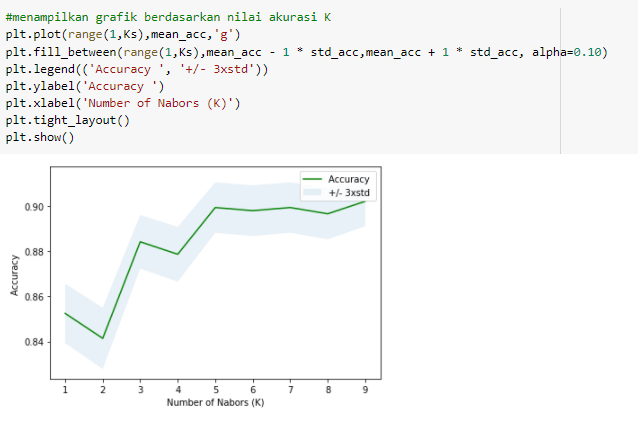 #menampilkan grafik berdasarkan nilai akurasi K
plt.plot(range(1,Ks),mean_acc,'g')
plt.fill_between(range(1,Ks),mean_acc - 1 * std_acc,mean_acc + 1 * std_acc, alpha=0.10)
plt.legend(('Accuracy ', '+/- 3xstd'))
plt.ylabel('Accuracy ')
plt.xlabel('Number of Nabors (K)')
plt.tight_layout()
plt.show()
Accuracy
+/- 3xstd
0.90
0.88
0.86
0.84
Accuracy
1 2 3 4 5 6 7 8 9
Number of Nabors (K)